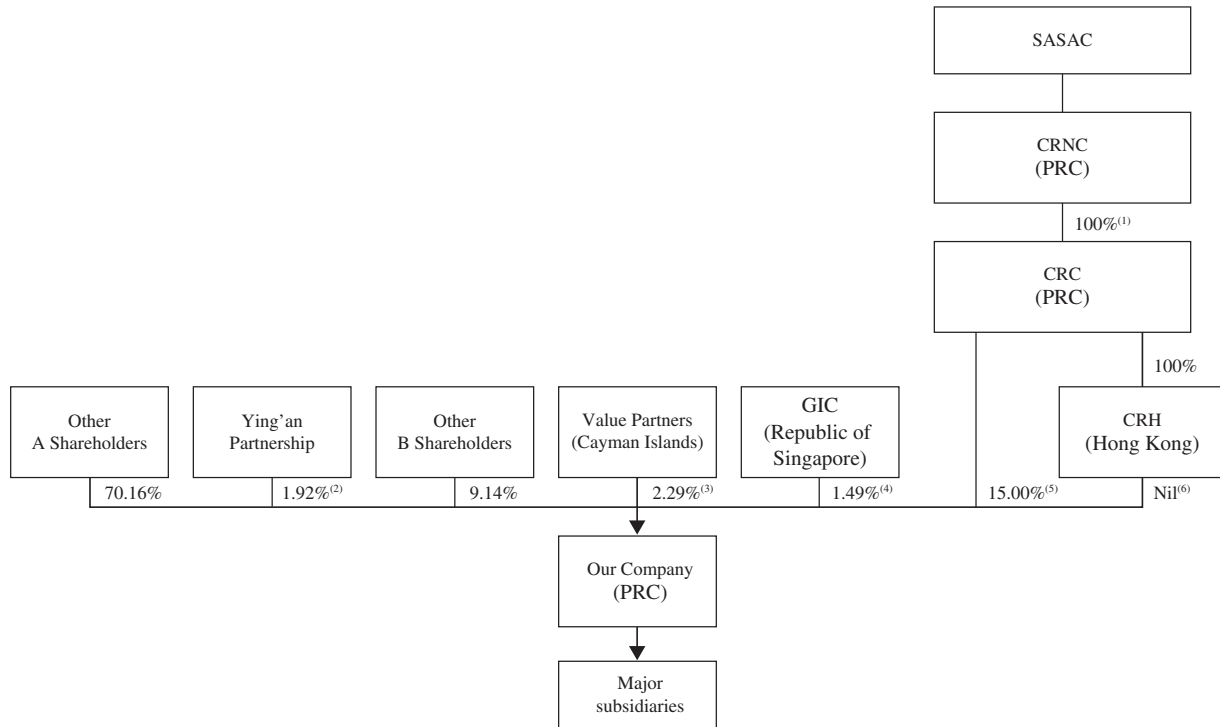 SASAC
CRNC
(PRC)
100%(1)
CRC
(PRC)
100%
Other
A Shareholders
Ying’an
Partnership
Other
B Shareholders
Value Partners
(Cayman Islands)
GIC
(Republic of
Singapore)
CRH
(Hong Kong)
70.16%
1.92%(2)
9.14%
2.29%(3)
1.49%(4)
15.00%(5)
Nil(6)
Our Company
(PRC)
Major
subsidiaries